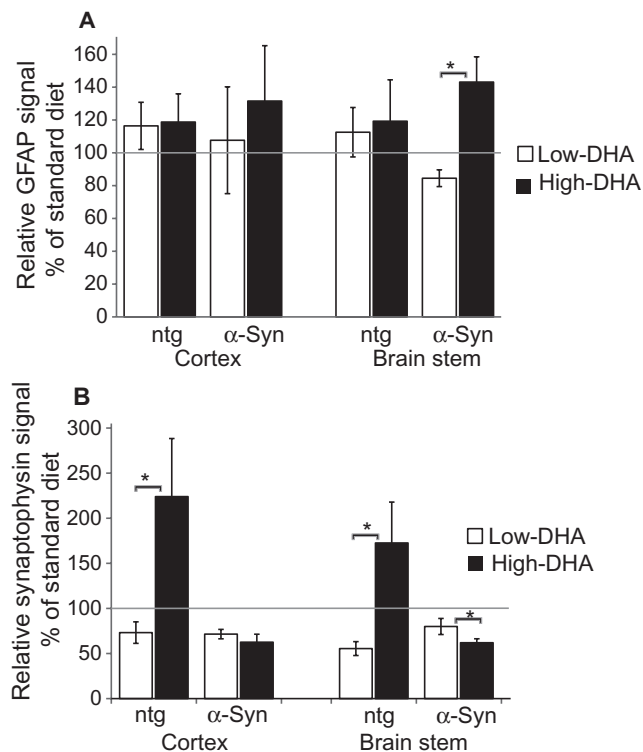 A
Relative GFAP signal
% of standard diet
160
140
120
100
80
60
40
20
0
*
Low-DHA
High-DHA
ntg α-Syn ntg α-Syn
Cortex Brain stem
B
Relative synaptophysin signal
% of standard diet
300
250
200
150
100
50
0
* * *
Low-DHA
High-DHA
ntg α-Syn ntg α-Syn
Cortex Brain stem